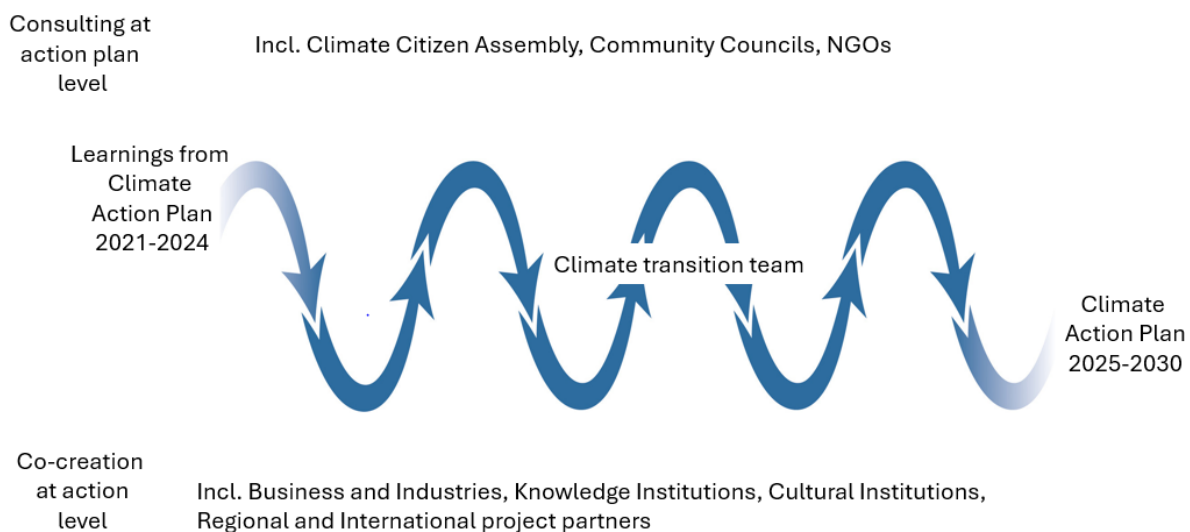 Consulting at
action plan
level
Incl. Climate Citizen Assembly, Community Councils, NGOs
Learnings from
Climate
Action Plan
2021-2024
Climate transition team
Climate
Action Plan
2025-2030
Co-creation
at action
level
Incl. Business and Industries, Knowledge Institutions, Cultural Institutions,
Regional and International project partners